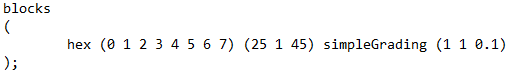 blocks
(
hex (0 1 2 3 4 5 6 7) (25 1 45) simpleGrading (1 1 0.1)
);